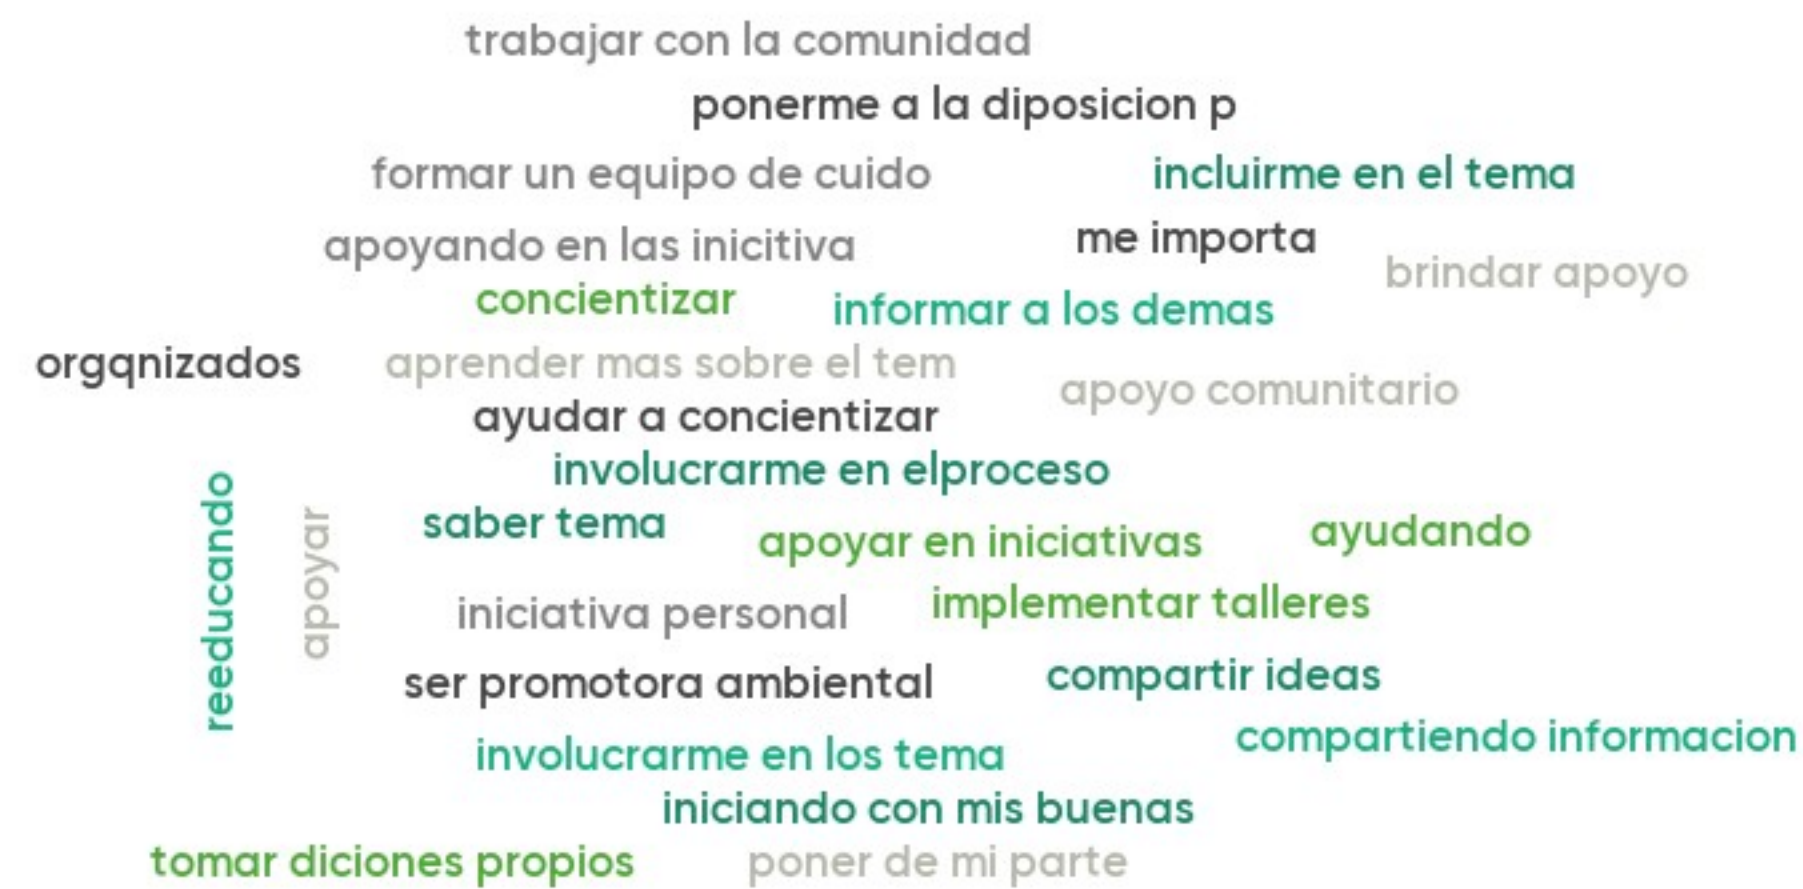 trabajar con la comunidad
ponerme a la diposicion p
formar un equipo de cuido
incluirme en el tema
apoyando en las inicitiva
me importa
brindar apoyo
concientizar
informar a los demas
orgqnizados
aprender mas sobre el tem
apoyo comunitario
ayudar a concientizar
involucrarme en elproceso
reeducando
apoyar
saber tema
apoyar en iniciativas
ayudando
iniciativa personal
implementar talleres
ser promotora ambiental
compartir ideas
involucrarme en los tema
compartiendo informacion
iniciando con mis buenas
tomar diciones propios
poner de mi parte